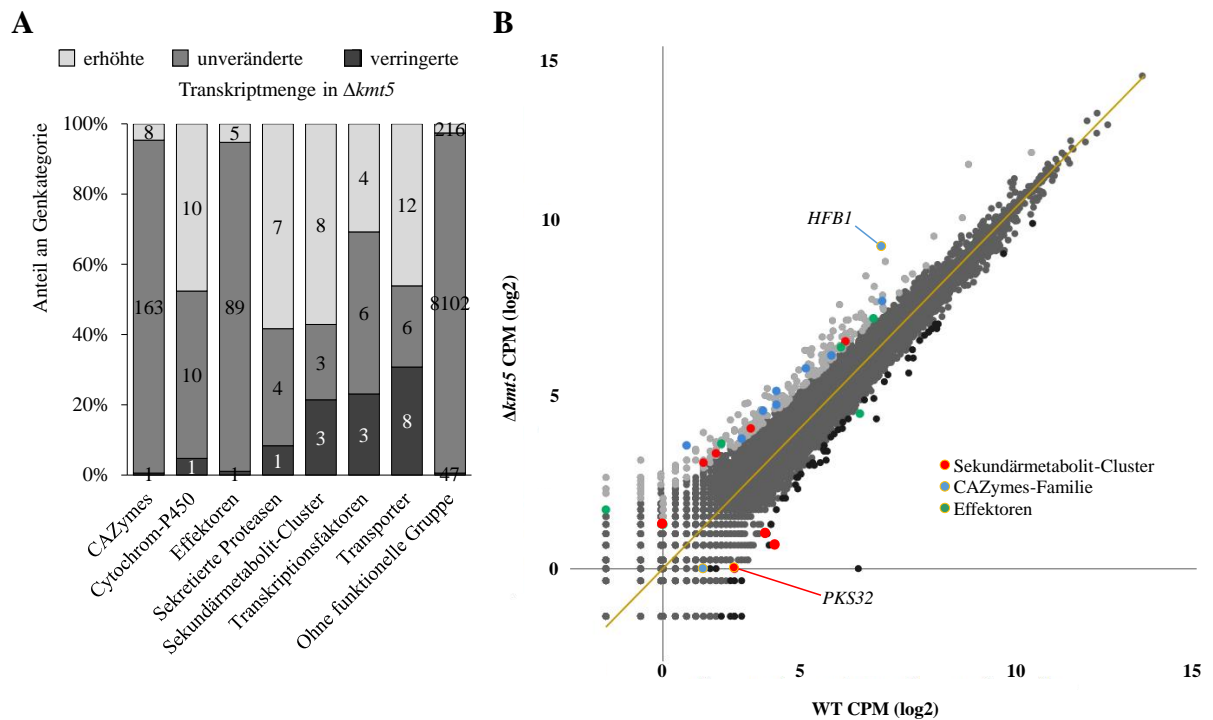 A
erhöhte unveränderte verringerte
Transkriptmenge in Δkmt5
Anteil an Genkategorie
100%
80%
60%
40%
20%
0%
8 5 216
10 7 8 4 12
163 89 8102
10 4 3 6 6
1 1 1 1 3 3 8 47
CAZymes
Cytochrom-P450
Effektoren
Sekretierte Proteasen
Sekundärmetabolit-Cluster
Transkriptionsfaktoren
Transporter
Ohne funktionelle Gruppe
B
15
10
5
0
Δkmt5 CPM (log2)
HFB1
Sekundärmetabolit-Cluster
CAZymes-Familie
Effektoren
PKS32
0 5 10 15
WT CPM (log2)